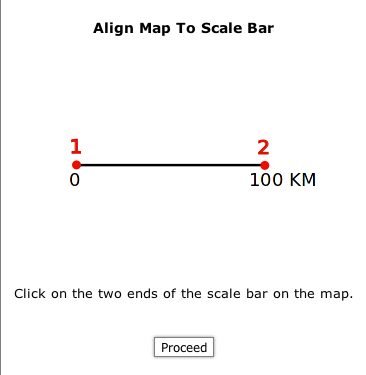 Align Map To Scale Bar
1 2
0 100 KM
Click on the two ends of the scale bar on the map.
Proceed